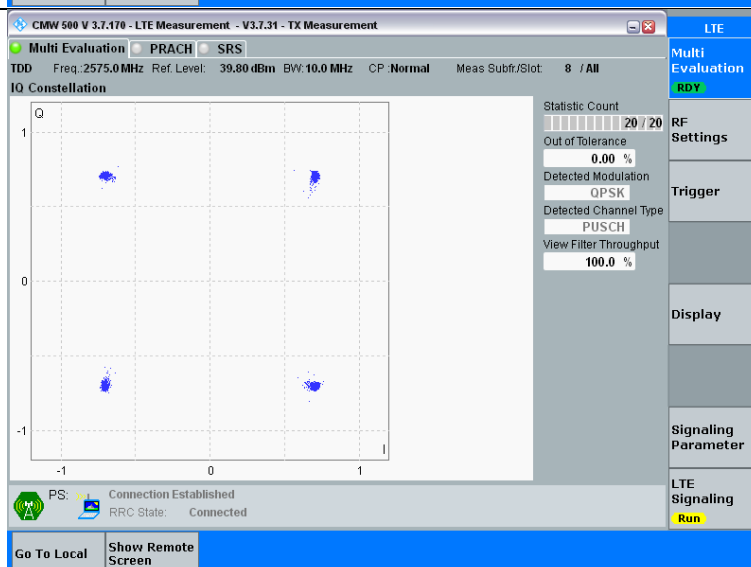 CMW 500 V 3.7.170 - LTE Measurement - V3.7.31 - TX Measurement
LTE
Multi Evaluation PRACH SRS
Multi
Evaluation
RDY
TDD Freq.:2575.0 MHz Ref. Level: 39.80 dBm BW:10.0 MHz CP :Normal Meas Subfr./Slot: 8 / All
IQ Constellation
Q
1
0
-1
-1 0 1
I
Statistic Count
20 / 20
Out of Tolerance
0.00 %
Detected Modulation
QPSK
Detected Channel Type
PUSCH
View Filter Throughput
100.0 %
RF
Settings
Trigger
Display
Signaling
Parameter
LTE
Signaling
Run
PS: Connection Established
RRC State: Connected
Go To Local
Show Remote
Screen